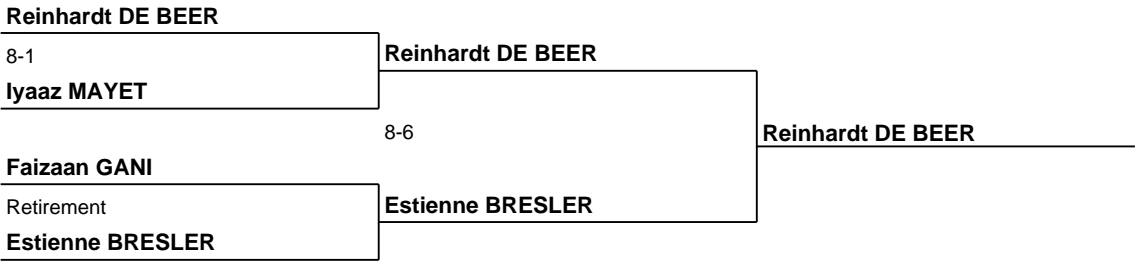 Reinhardt DE BEER
8-1
Reinhardt DE BEER
Iyaaz MAYET
8-6
Reinhardt DE BEER
Faizaan GANI
Retirement
Estienne BRESLER
Estienne BRESLER